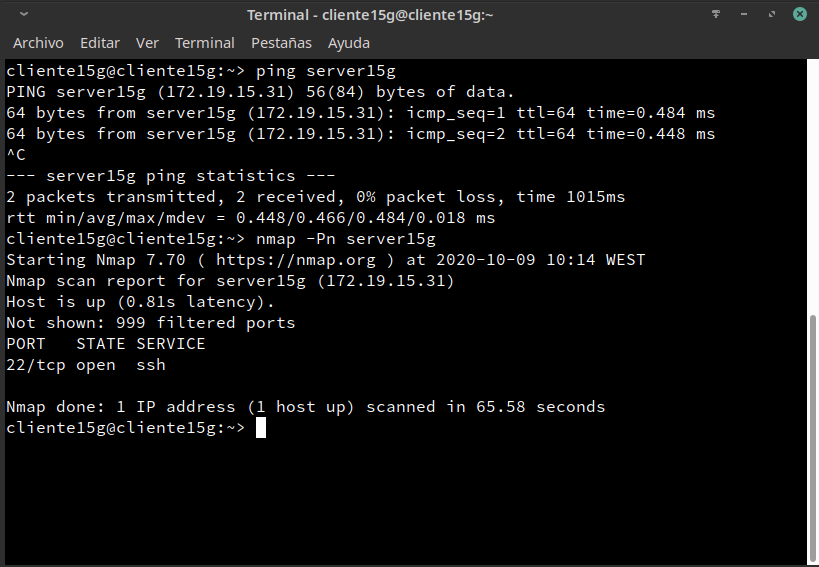 Terminal - cliente15g@cliente15g:~
Archivo Editar Ver Terminal Pestañas Ayuda
cliente15g@cliente15g:~> ping server15g
PING server15g (172.19.15.31) 56(84) bytes of data.
64 bytes from server15g (172.19.15.31): icmp_seq=1 ttl=64 time=0.484 ms
64 bytes from server15g (172.19.15.31): icmp_seq=2 ttl=64 time=0.448 ms
^C
--- server15g ping statistics ---
2 packets transmitted, 2 received, 0% packet loss, time 1015ms
rtt min/avg/max/mdev = 0.448/0.466/0.484/0.018 ms
cliente15g@cliente15g:~> nmap -Pn server15g
Starting Nmap 7.70 ( https://nmap.org ) at 2020-10-09 10:14 WEST
Nmap scan report for server15g (172.19.15.31)
Host is up (0.81s latency).
Not shown: 999 filtered ports
PORT   STATE SERVICE
22/tcp open  ssh
Nmap done: 1 IP address (1 host up) scanned in 65.58 seconds
cliente15g@cliente15g:~>